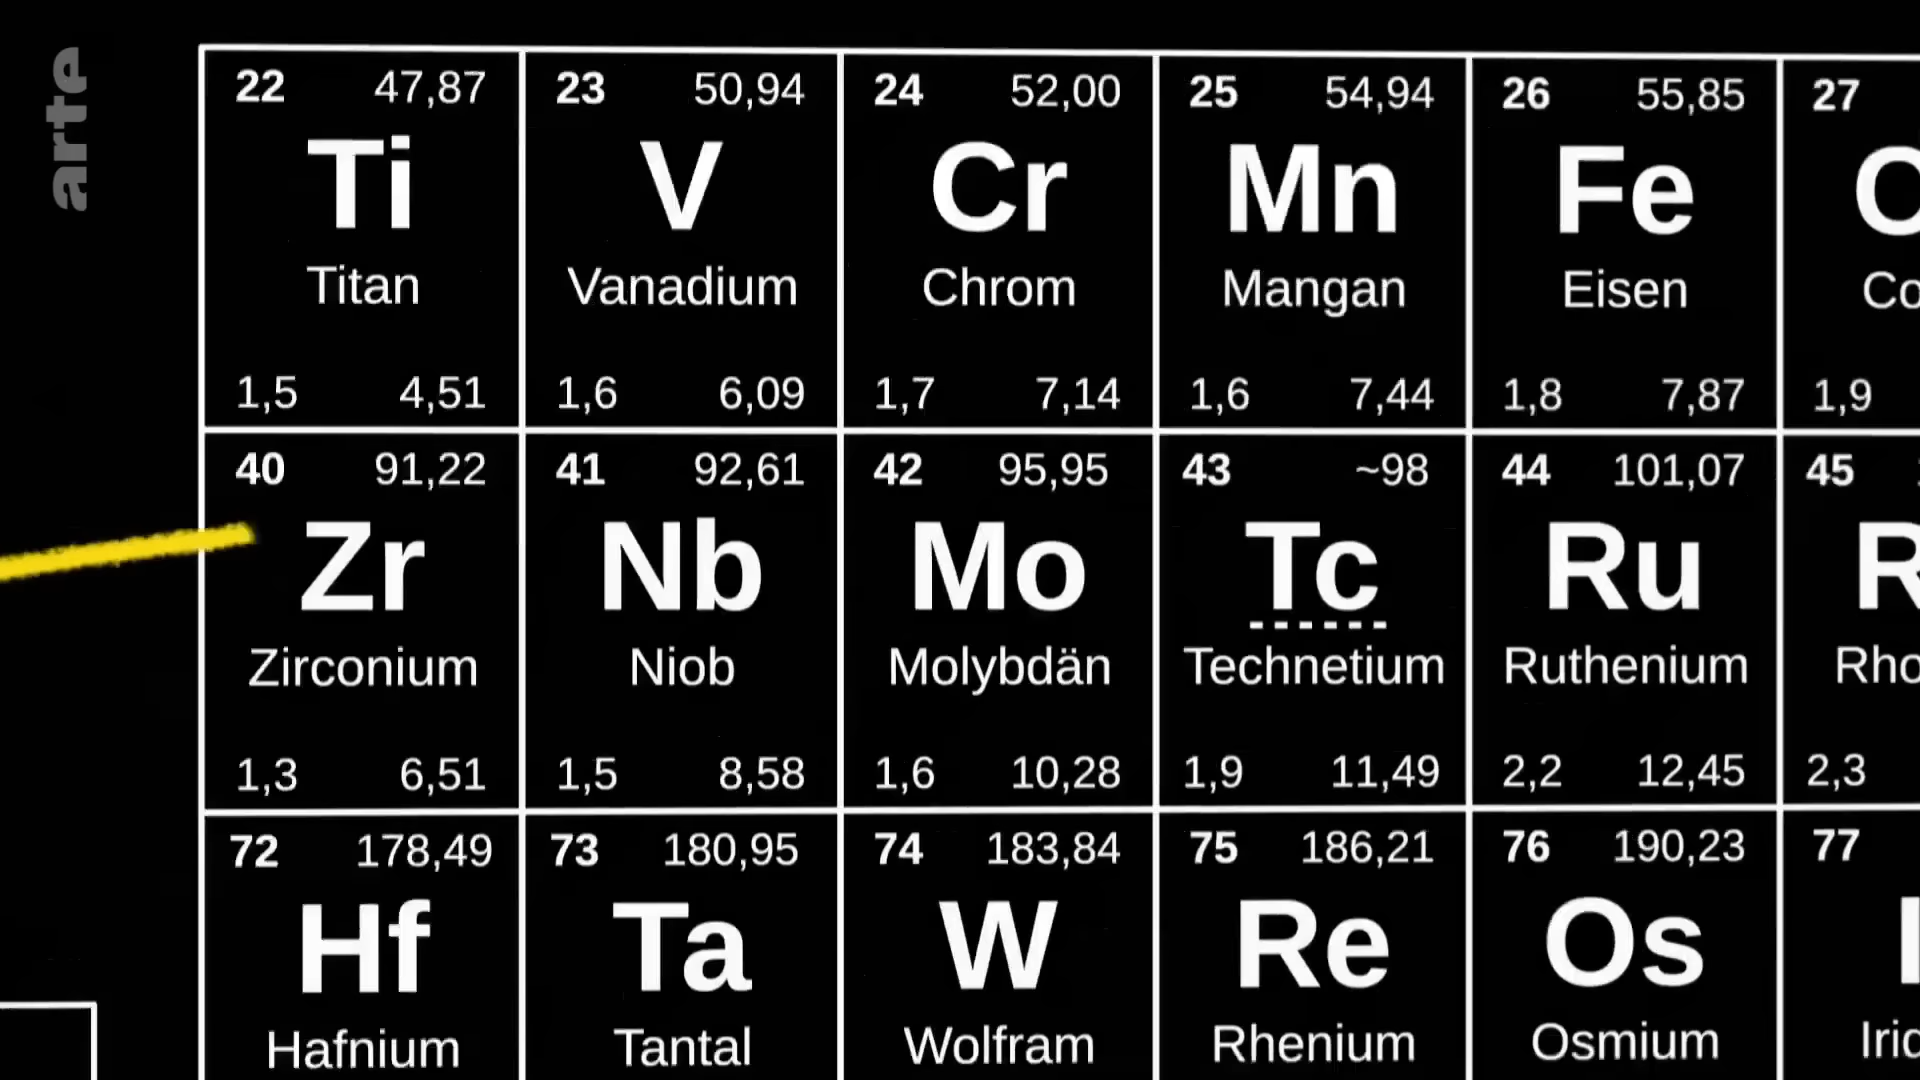 arte
22 47,87 23 50,94 24 52,00 25 54,94 26 55,85 27
Ti V Cr Mn Fe C
Titan Vanadium Chrom Mangan Eisen Co
1,5 4,51 1,6 6,09 1,7 7,14 1,6 7,44 1,8 7,87 1,9
40 91,22 41 92,61 42 95,95 43 ~98 44 101,07 45
Zr Nb Mo Tc Ru R
Zirconium Niob Molybdän Technetium Ruthenium Rho
1,3 6,51 1,5 8,58 1,6 10,28 1,9 11,49 2,2 12,45 2,3
72 178,49 73 180,95 74 183,84 75 186,21 76 190,23 77
Hf Ta W Re Os I
Hafnium Tantal Wolfram Rhenium Osmium Irid